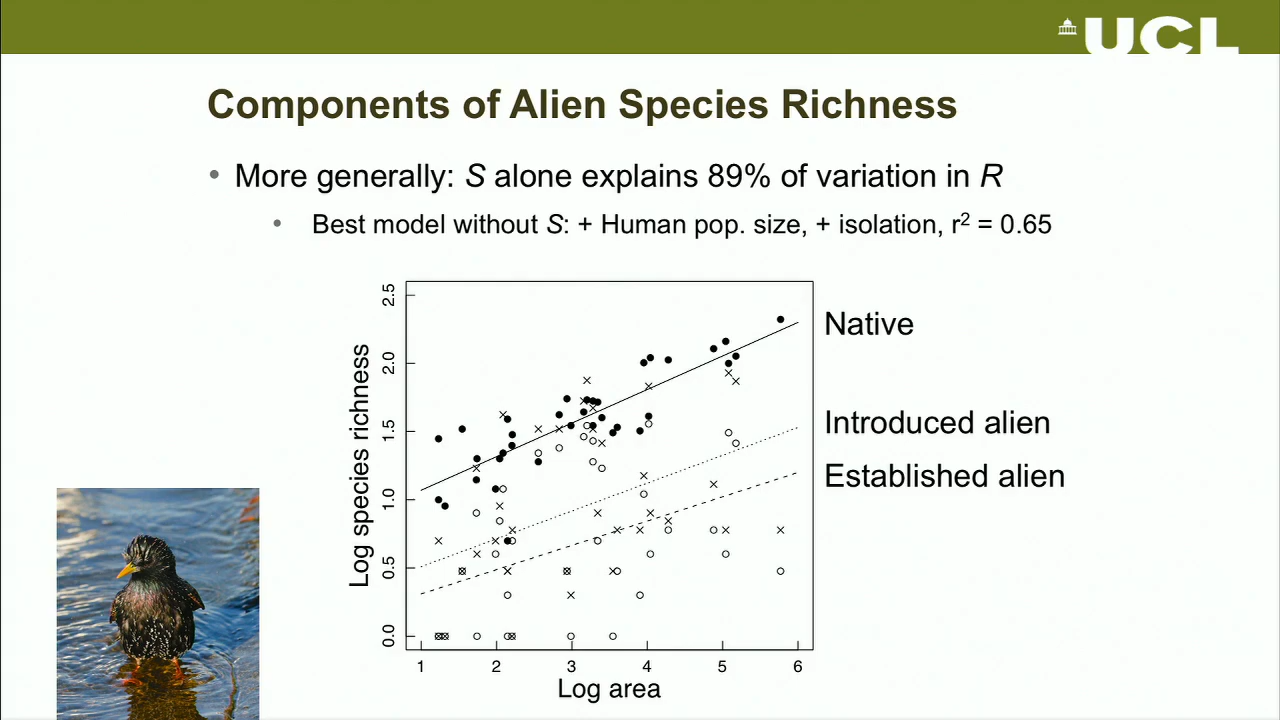 UCL
Components of Alien Species Richness
• More generally: S alone explains 89% of variation in R
• Best model without S: + Human pop. size, + isolation, r² = 0.65
Native
Introduced alien
Established alien
Log species richness
2.5
2.0
1.5
1.0
0.5
0.0
1 2 3 4 5 6
Log area